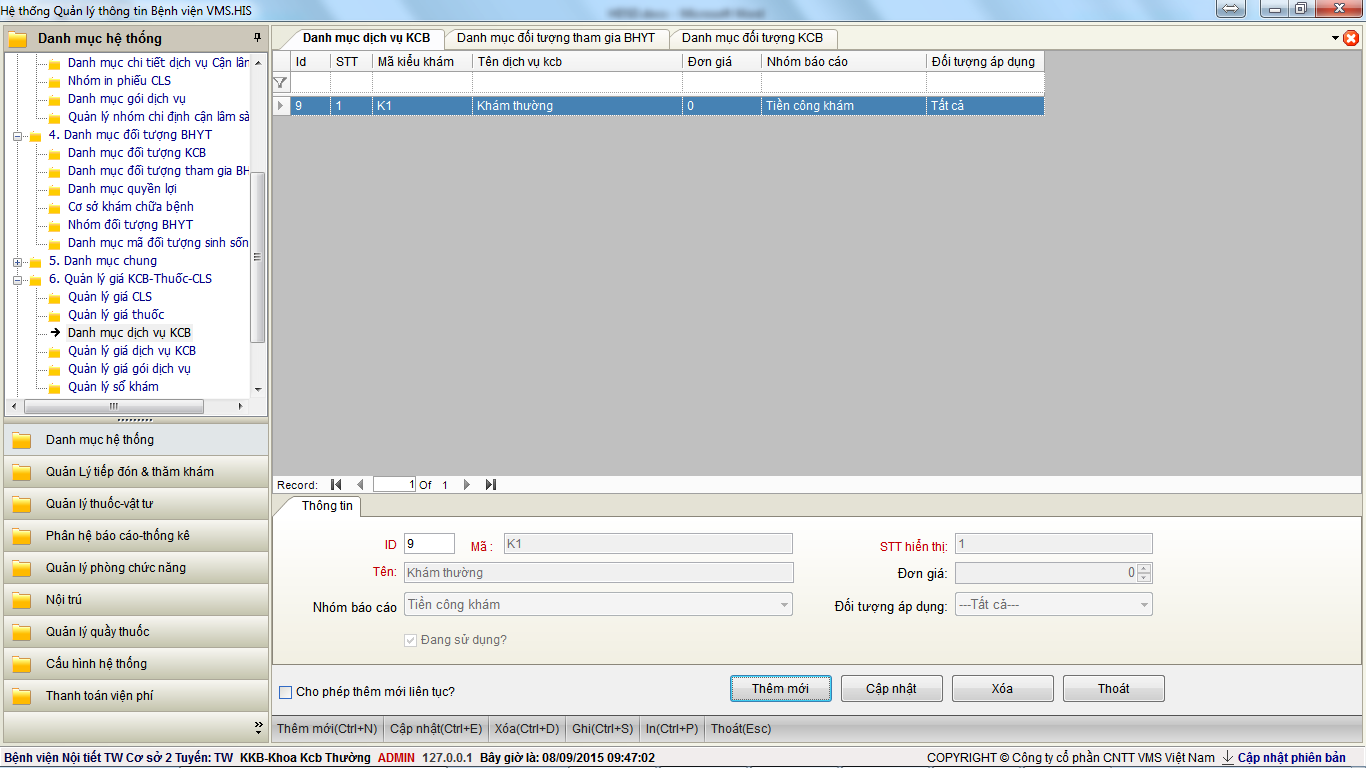 Hệ thống Quản lý thông tin Bệnh viện VMS.HIS
Danh mục hệ thống
Danh mục chi tiết dịch vụ Cận lâm
Nhóm in phiếu CLS
Danh mục gói dịch vụ
Quản lý nhóm chỉ định cận lâm sà
4. Danh mục đối tượng BHYT
Danh mục đối tượng KCB
Danh mục đối tượng tham gia BH
Danh mục quyền lợi
Cơ sở khám chữa bệnh
Nhóm đối tượng BHYT
Danh mục mã đối tượng sinh sốn
5. Danh mục chung
6. Quản lý giá KCB-Thuốc-CLS
Quản lý giá CLS
Quản lý giá thuốc
Danh mục dịch vụ KCB
Quản lý giá dịch vụ KCB
Quản lý giá gói dịch vụ
Quản lý sổ khám
Danh mục hệ thống
Quản Lý tiếp đón & thăm khám
Quản lý thuốc-vật tư
Phân hệ báo cáo-thống kê
Quản lý phòng chức năng
Nội trú
Quản lý quầy thuốc
Cấu hình hệ thống
Thanh toán viện phí
Danh mục dịch vụ KCB Danh mục đối tượng tham gia BHYT Danh mục đối tượng KCB
Id STT Mã kiểu khám Tên dịch vụ kcb Đơn giá Nhóm báo cáo Đối tượng áp dụng
9 1 K1 Khám thường 0 Tiền công khám Tất cả
Record: 1 Of 1
Thông tin
ID 9 Mã : K1 STT hiển thị: 1
Tên: Khám thường Đơn giá: 0
Nhóm báo cáo Tiền công khám Đối tượng áp dụng: ---Tất cả---
Đang sử dụng?
Cho phép thêm mới liên tục? Thêm mới Cập nhật Xóa Thoát
Thêm mới(Ctrl+N) Cập nhật(Ctrl+E) Xóa(Ctrl+D) Ghi(Ctrl+S) In(Ctrl+P) Thoát(Esc)
Bệnh viện Nội tiết TW Cơ sở 2 Tuyến: TW KKB-Khoa Kcb Thường ADMIN 127.0.0.1 Bây giờ là: 08/09/2015 09:47:02 COPYRIGHT © Công ty cổ phần CNTT VMS Việt Nam Cập nhật phiên bản